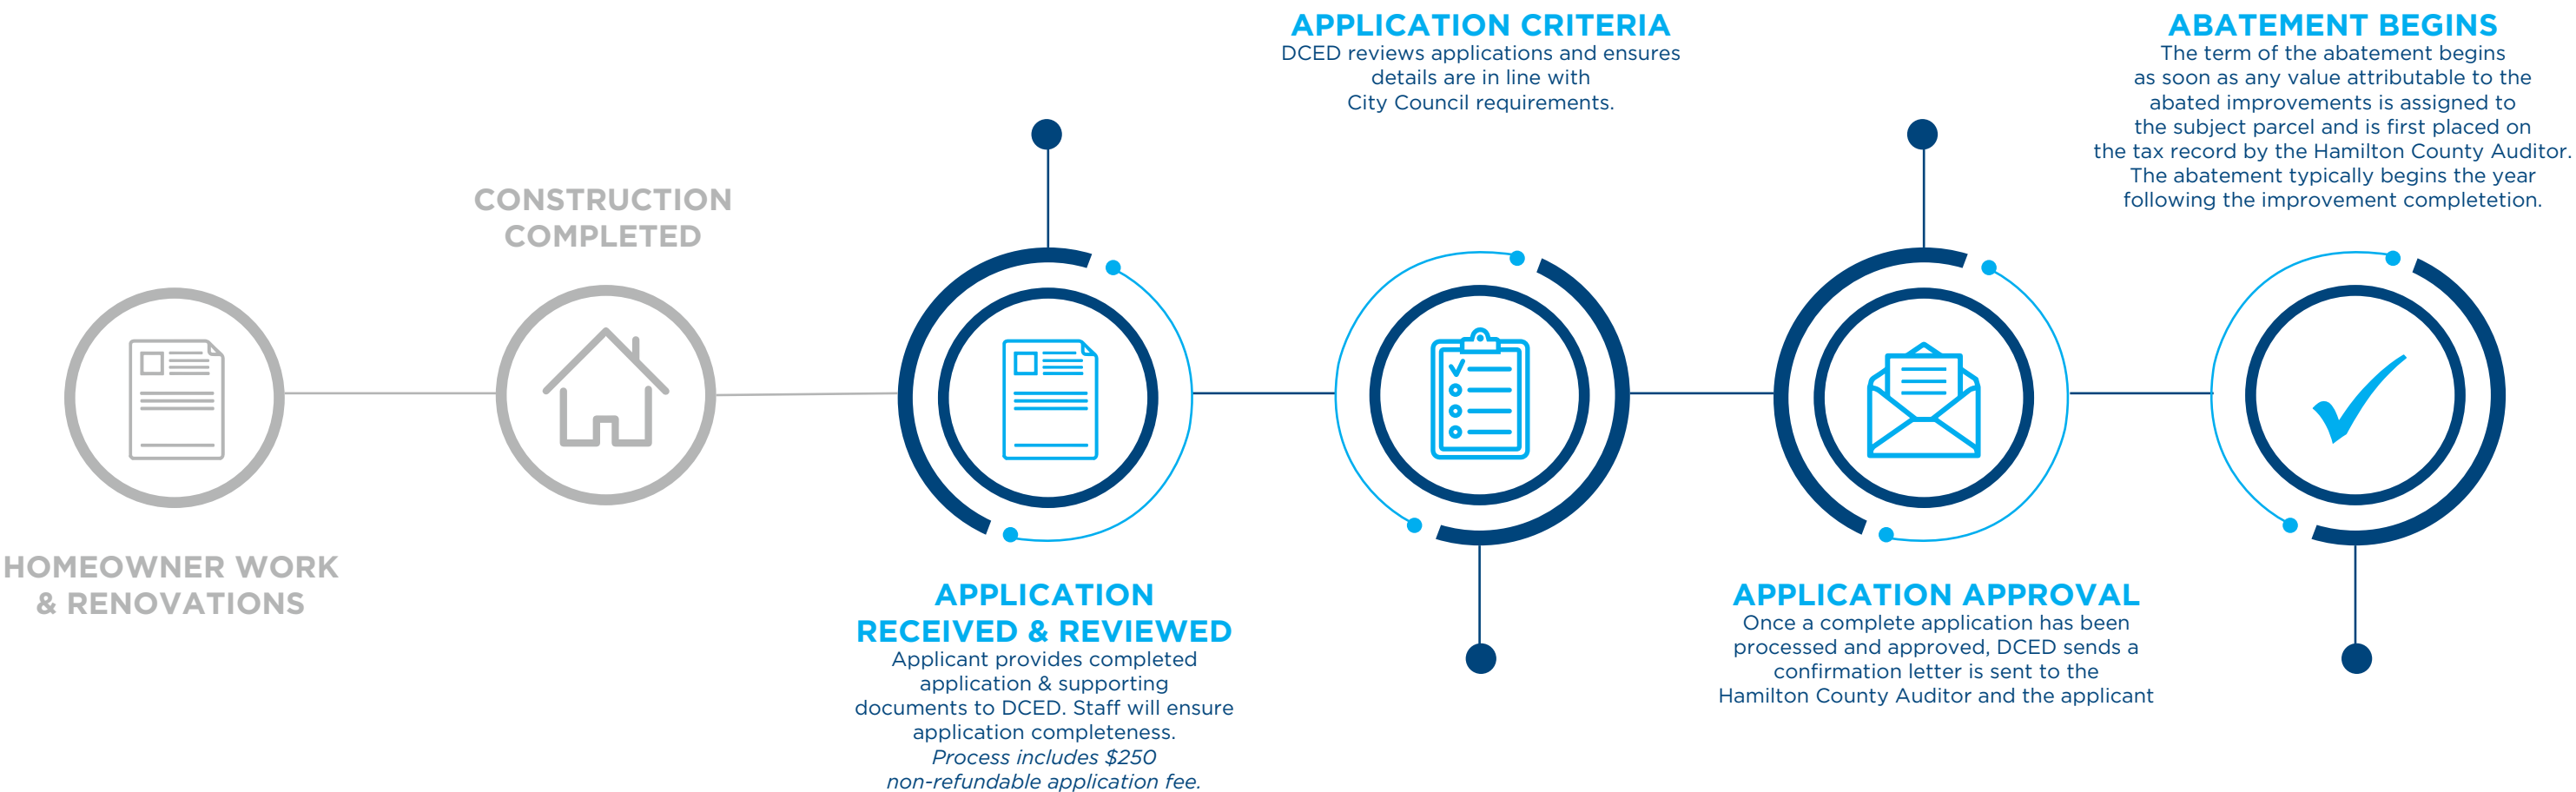 HOMEOWNER WORK
& RENOVATIONS
CONSTRUCTION
COMPLETED
APPLICATION
RECEIVED & REVIEWED
Applicant provides completed
application & supporting
documents to DCED. Staff will ensure
application completeness.
Process includes $250
non-refundable application fee.
APPLICATION CRITERIA
DCED reviews applications and ensures
details are in line with
City Council requirements.
APPLICATION APPROVAL
Once a complete application has been
processed and approved, DCED sends a
confirmation letter is sent to the
Hamilton County Auditor and the applicant
ABATEMENT BEGINS
The term of the abatement begins
as soon as any value attributable to the
abated improvements is assigned to
the subject parcel and is first placed on
the tax record by the Hamilton County Auditor.
The abatement typically begins the year
following the improvement completetion.